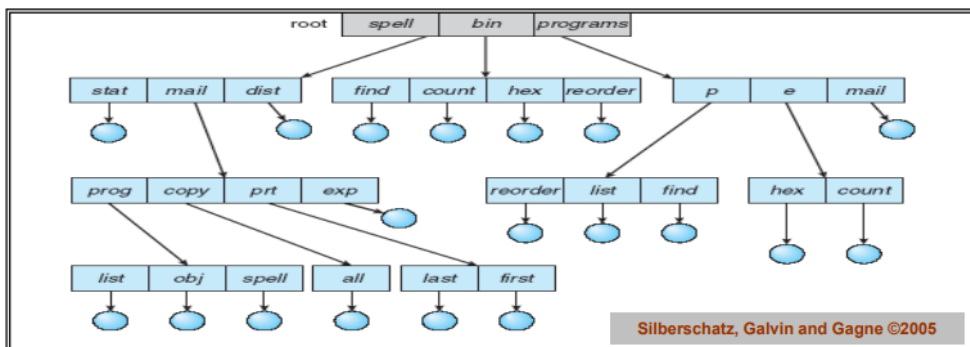 root spell bin programs
stat mail dist find count hex reorder p e mail
prog copy prt exp reorder list find hex count
list obj spell all last first
Silberschatz, Galvin and Gagne ©2005